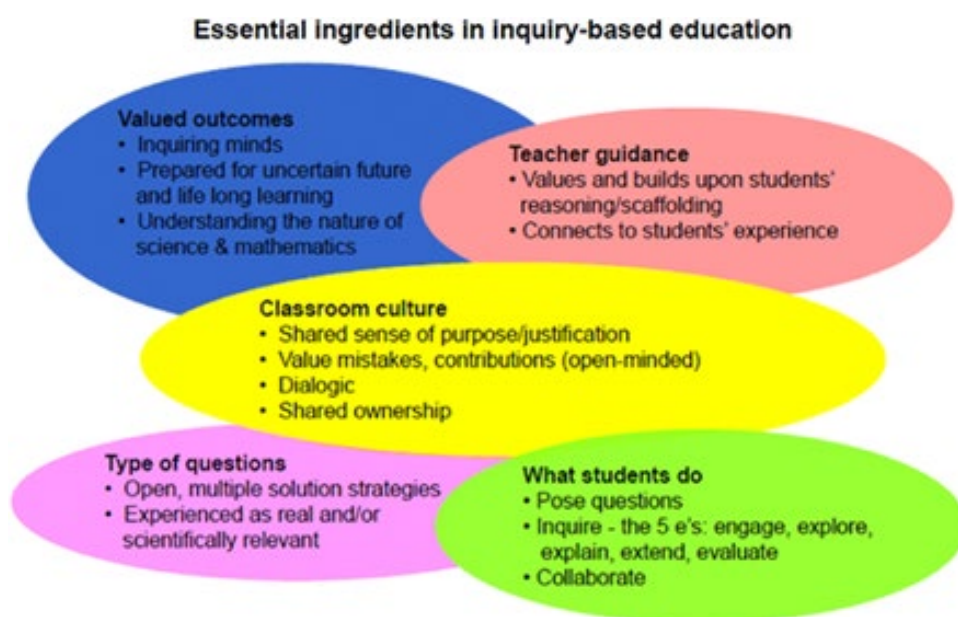 Essential ingredients in inquiry-based education
Valued outcomes
• Inquiring minds
• Prepared for uncertain future
and life long learning
• Understanding the nature of
science & mathematics
Teacher guidance
• Values and builds upon students'
reasoning/scaffolding
• Connects to students' experience
Classroom culture
• Shared sense of purpose/justification
• Value mistakes, contributions (open-minded)
• Dialogic
• Shared ownership
Type of questions
• Open, multiple solution strategies
• Experienced as real and/or
scientifically relevant
What students do
• Pose questions
• Inquire - the 5 e's: engage, explore,
explain, extend, evaluate
• Collaborate